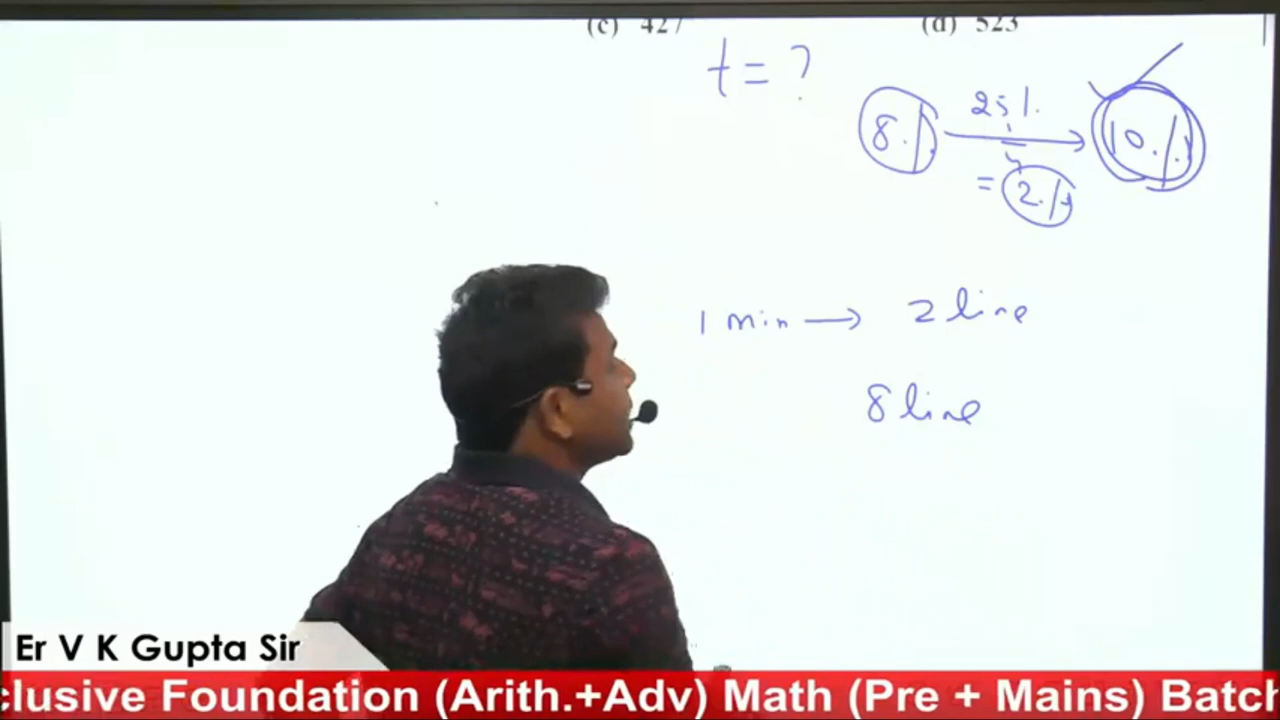 (c) 427 (d) 523
t = ?
8% 25% 10%
= 2%
1 min → 2 line
8 line
Er V K Gupta Sir
clusive Foundation (Arith.+Adv) Math (Pre + Mains) Batch